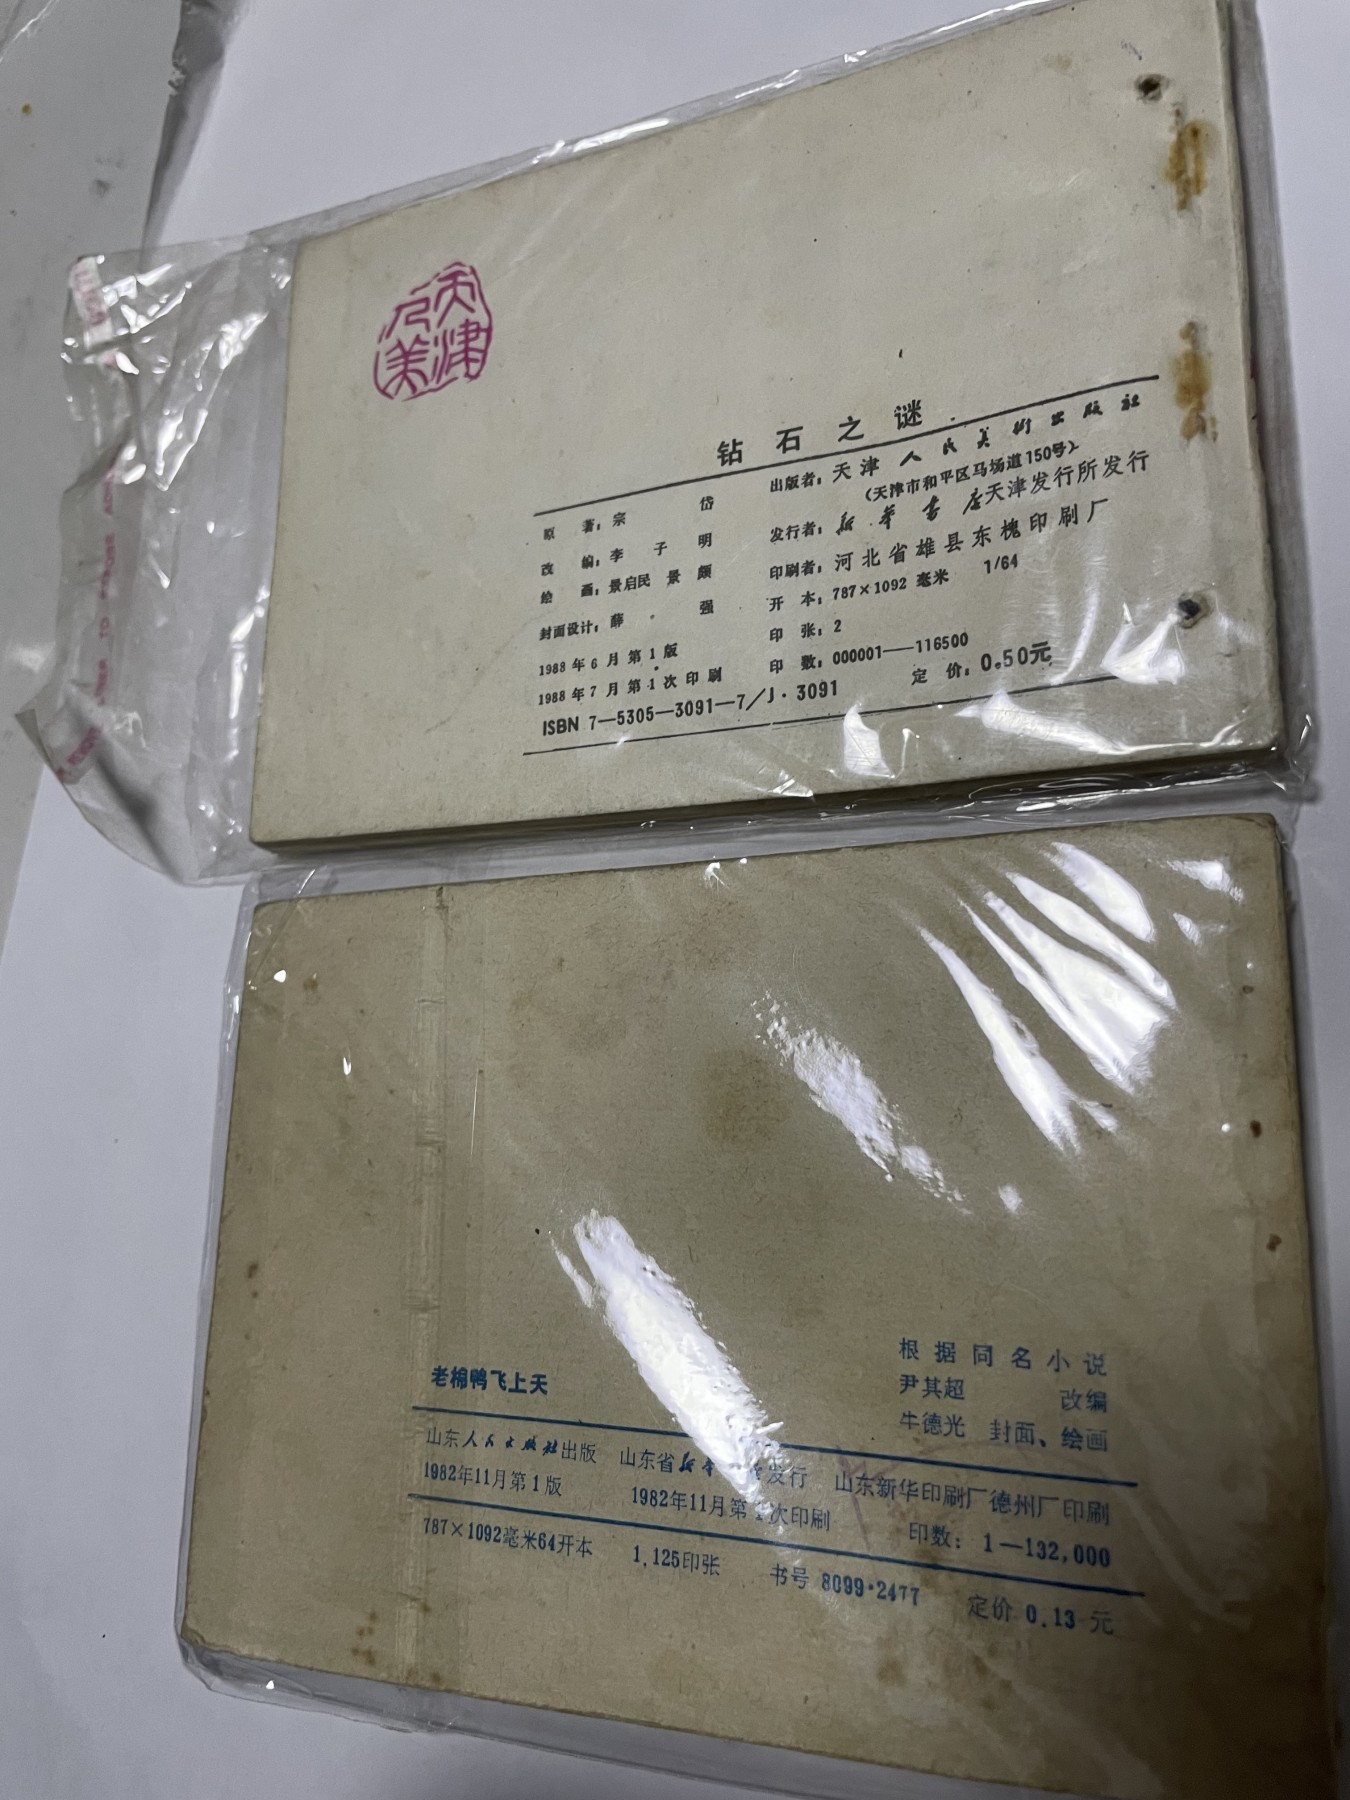 天津
人美
钻石之谜
原　著：宗　岱
改　编：李子明
绘　画：景启民 景　颇
封面设计：薛　强
1988年6月第1版
1988年7月第1次印刷
ISBN 7—5305—3091—7/J·3091
出版者：天津人民美術出版社
（天津市和平区马场道150号）
发行者：新华书店天津发行所发行
印刷者：河北省雄县东槐印刷厂
开　本：787×1092 毫米　1/64
印　张：2
印　数：000001—116500
定　价：0.50元
根据同名小说
尹其超　改编
牛德光　封面、绘画
老棉鸭飞上天
山东人民出版社出版　山东省新华发行　山东新华印刷厂德州厂印刷
1982年11月第1版　1982年11月第1次印刷　印数：1—132,000
787×1092毫米64开本　1.125印张　书号 8099·2477　定价 0.13 元